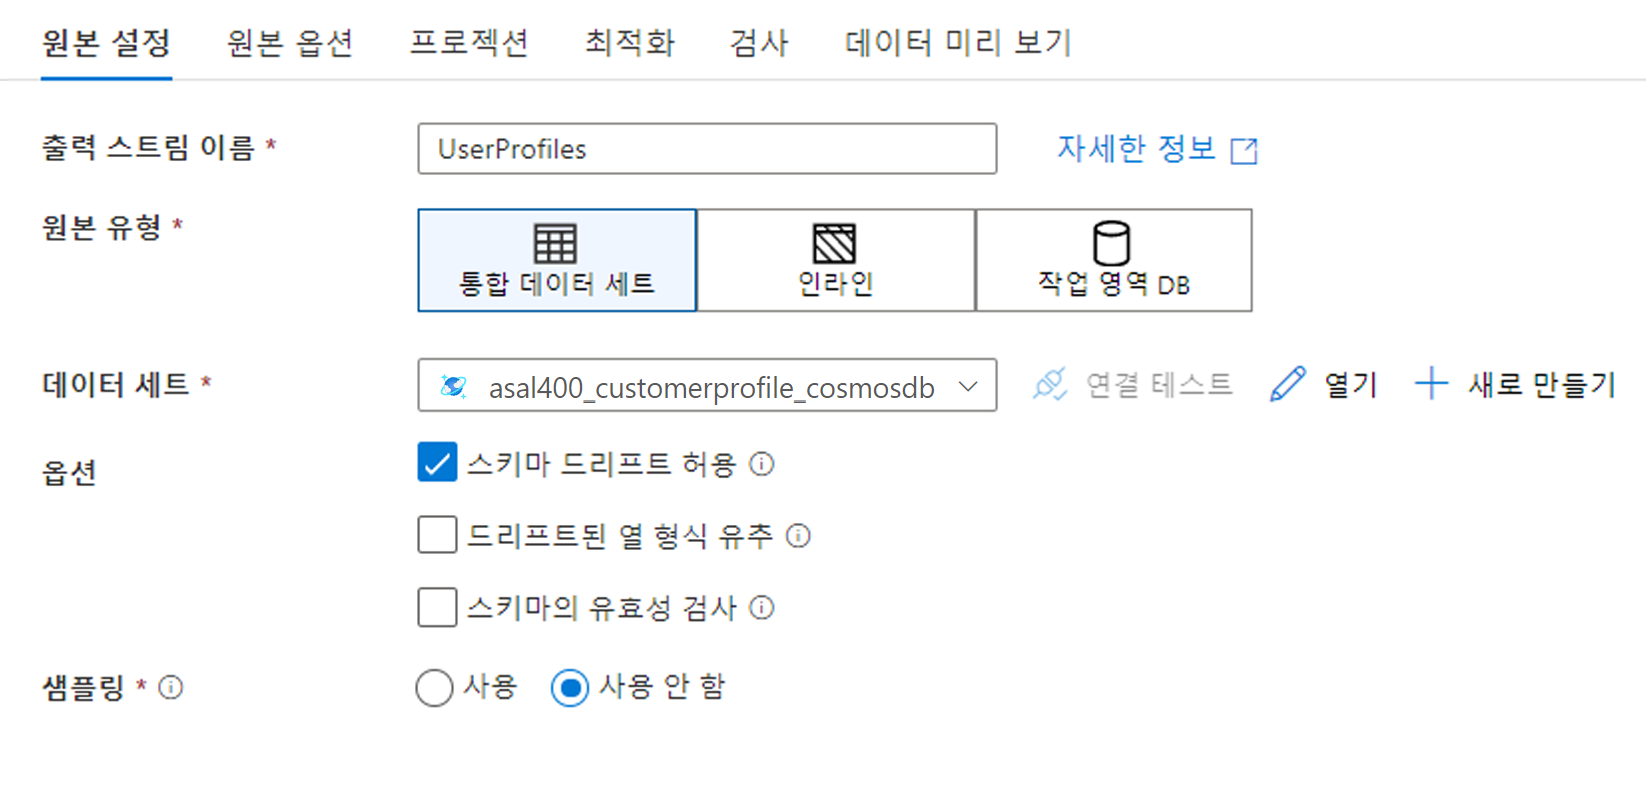 원본 설정 원본 옵션 프로젝션 최적화 검사 데이터 미리 보기
출력 스트림 이름 * UserProfiles 자세한 정보
원본 유형 * 통합 데이터 세트 인라인 작업 영역 DB
데이터 세트 * asal400_customerprofile_cosmosdb 연결 테스트 열기 새로 만들기
옵션 스키마 드리프트 허용
드리프트된 열 형식 유추
스키마의 유효성 검사
샘플링 * 사용 사용 안 함